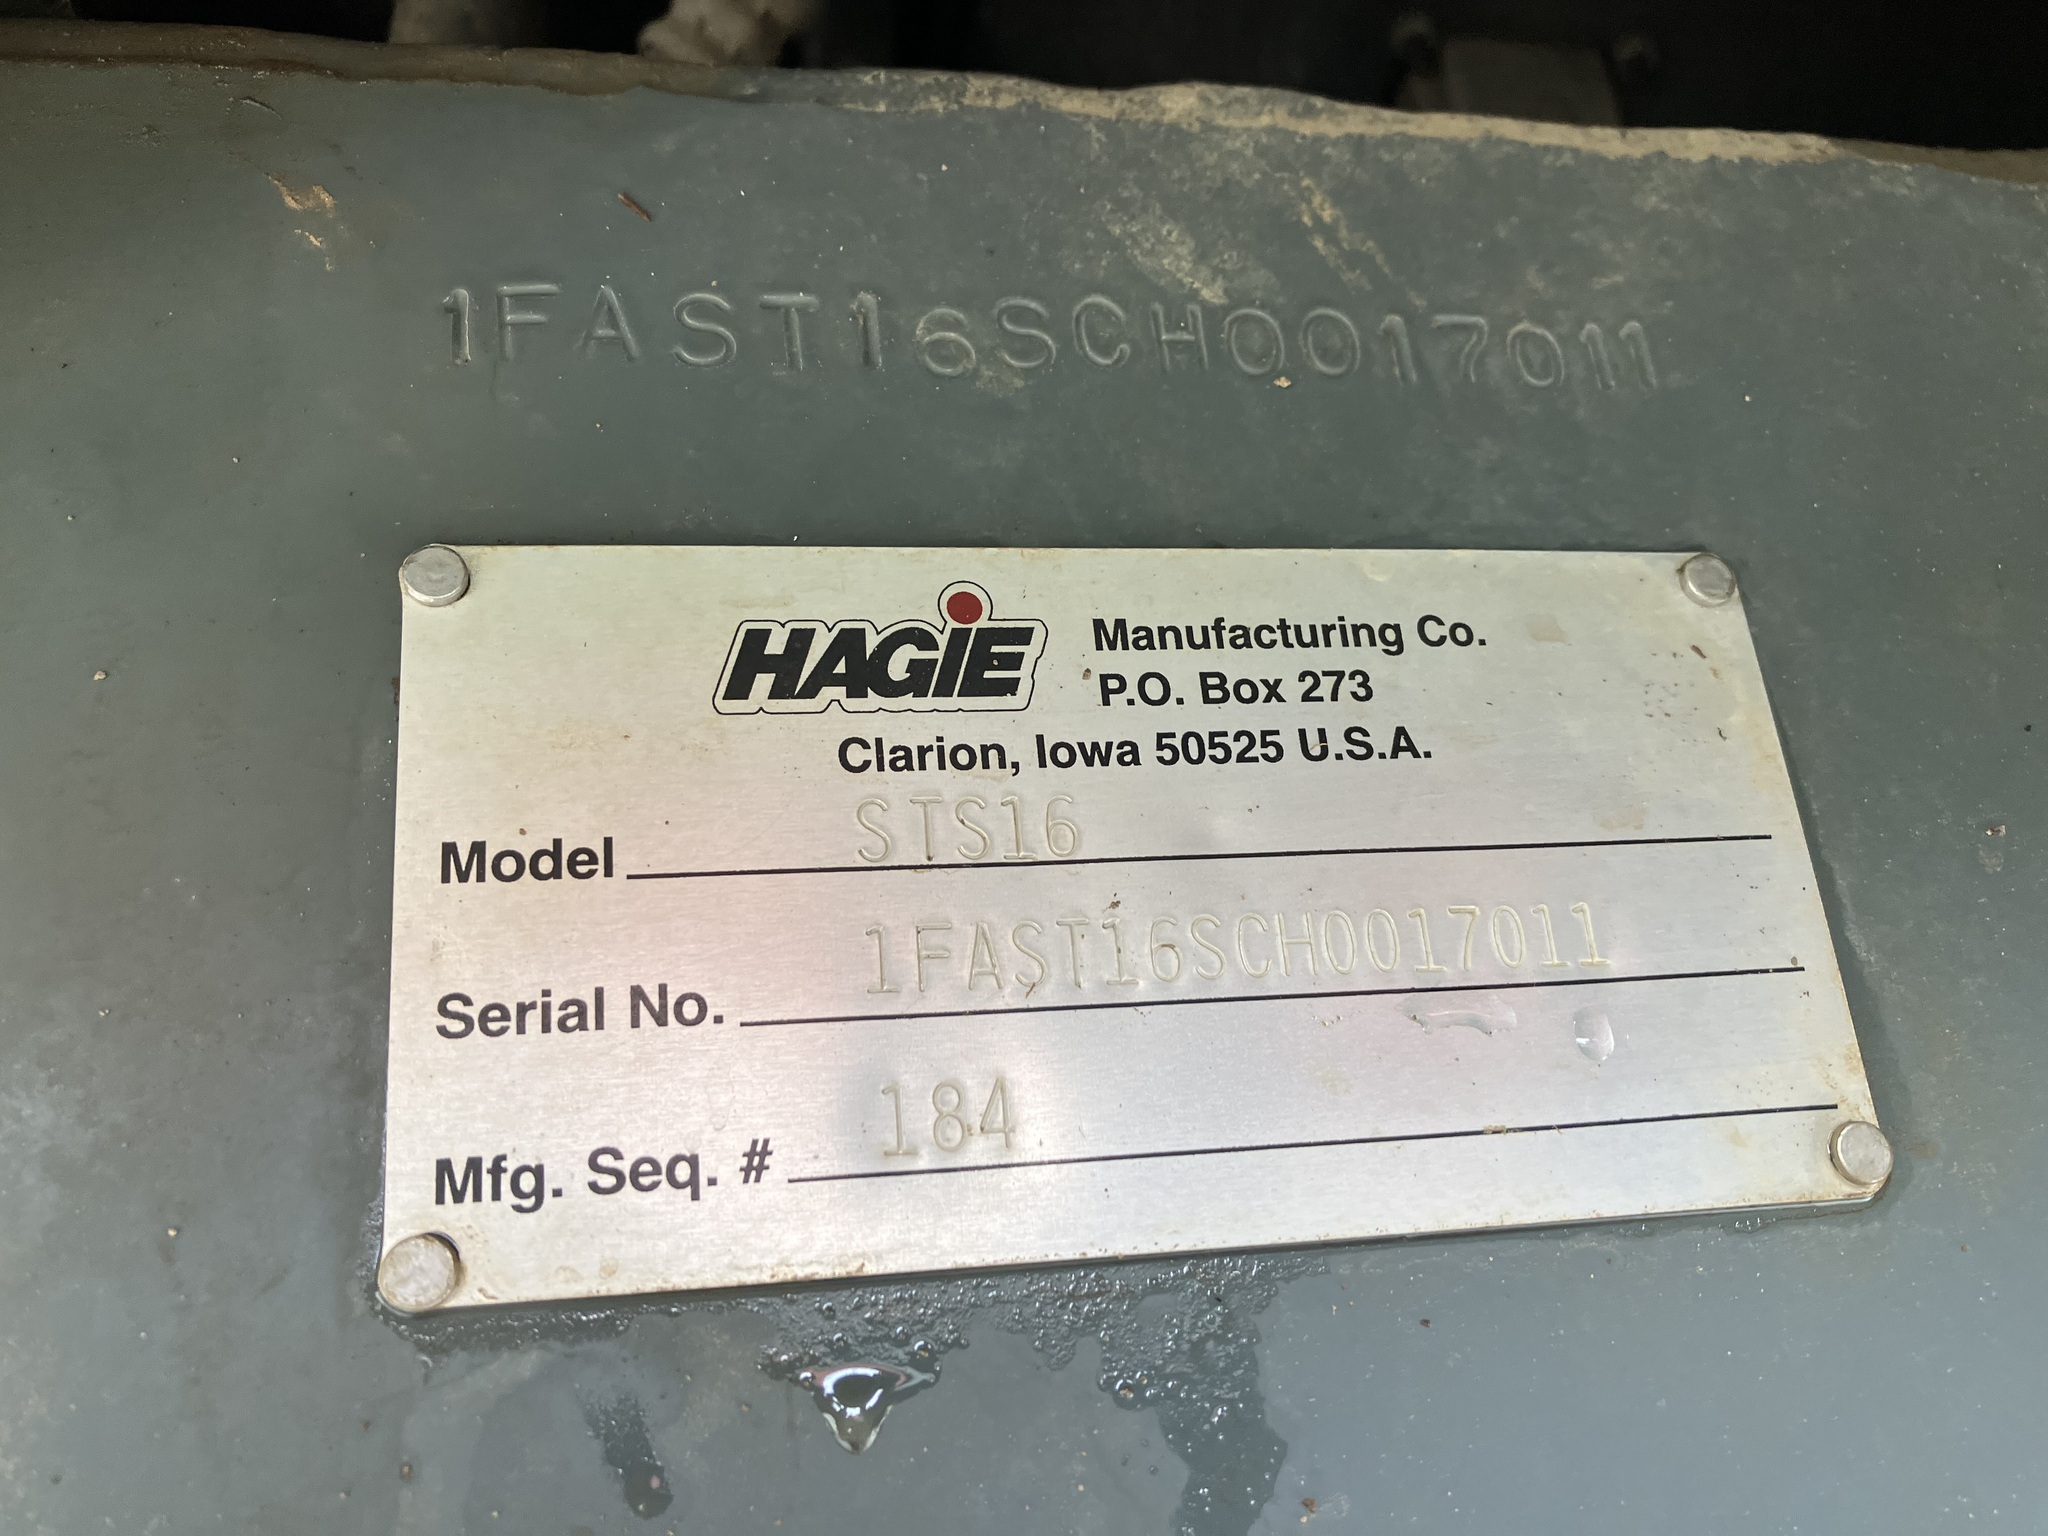 1FAST16SCH0017011
HAGIE Manufacturing Co.
P.O. Box 273
Clarion, Iowa 50525 U.S.A.
Model STS16
Serial No. 1FAST16SCH0017011
Mfg. Seq. # 184